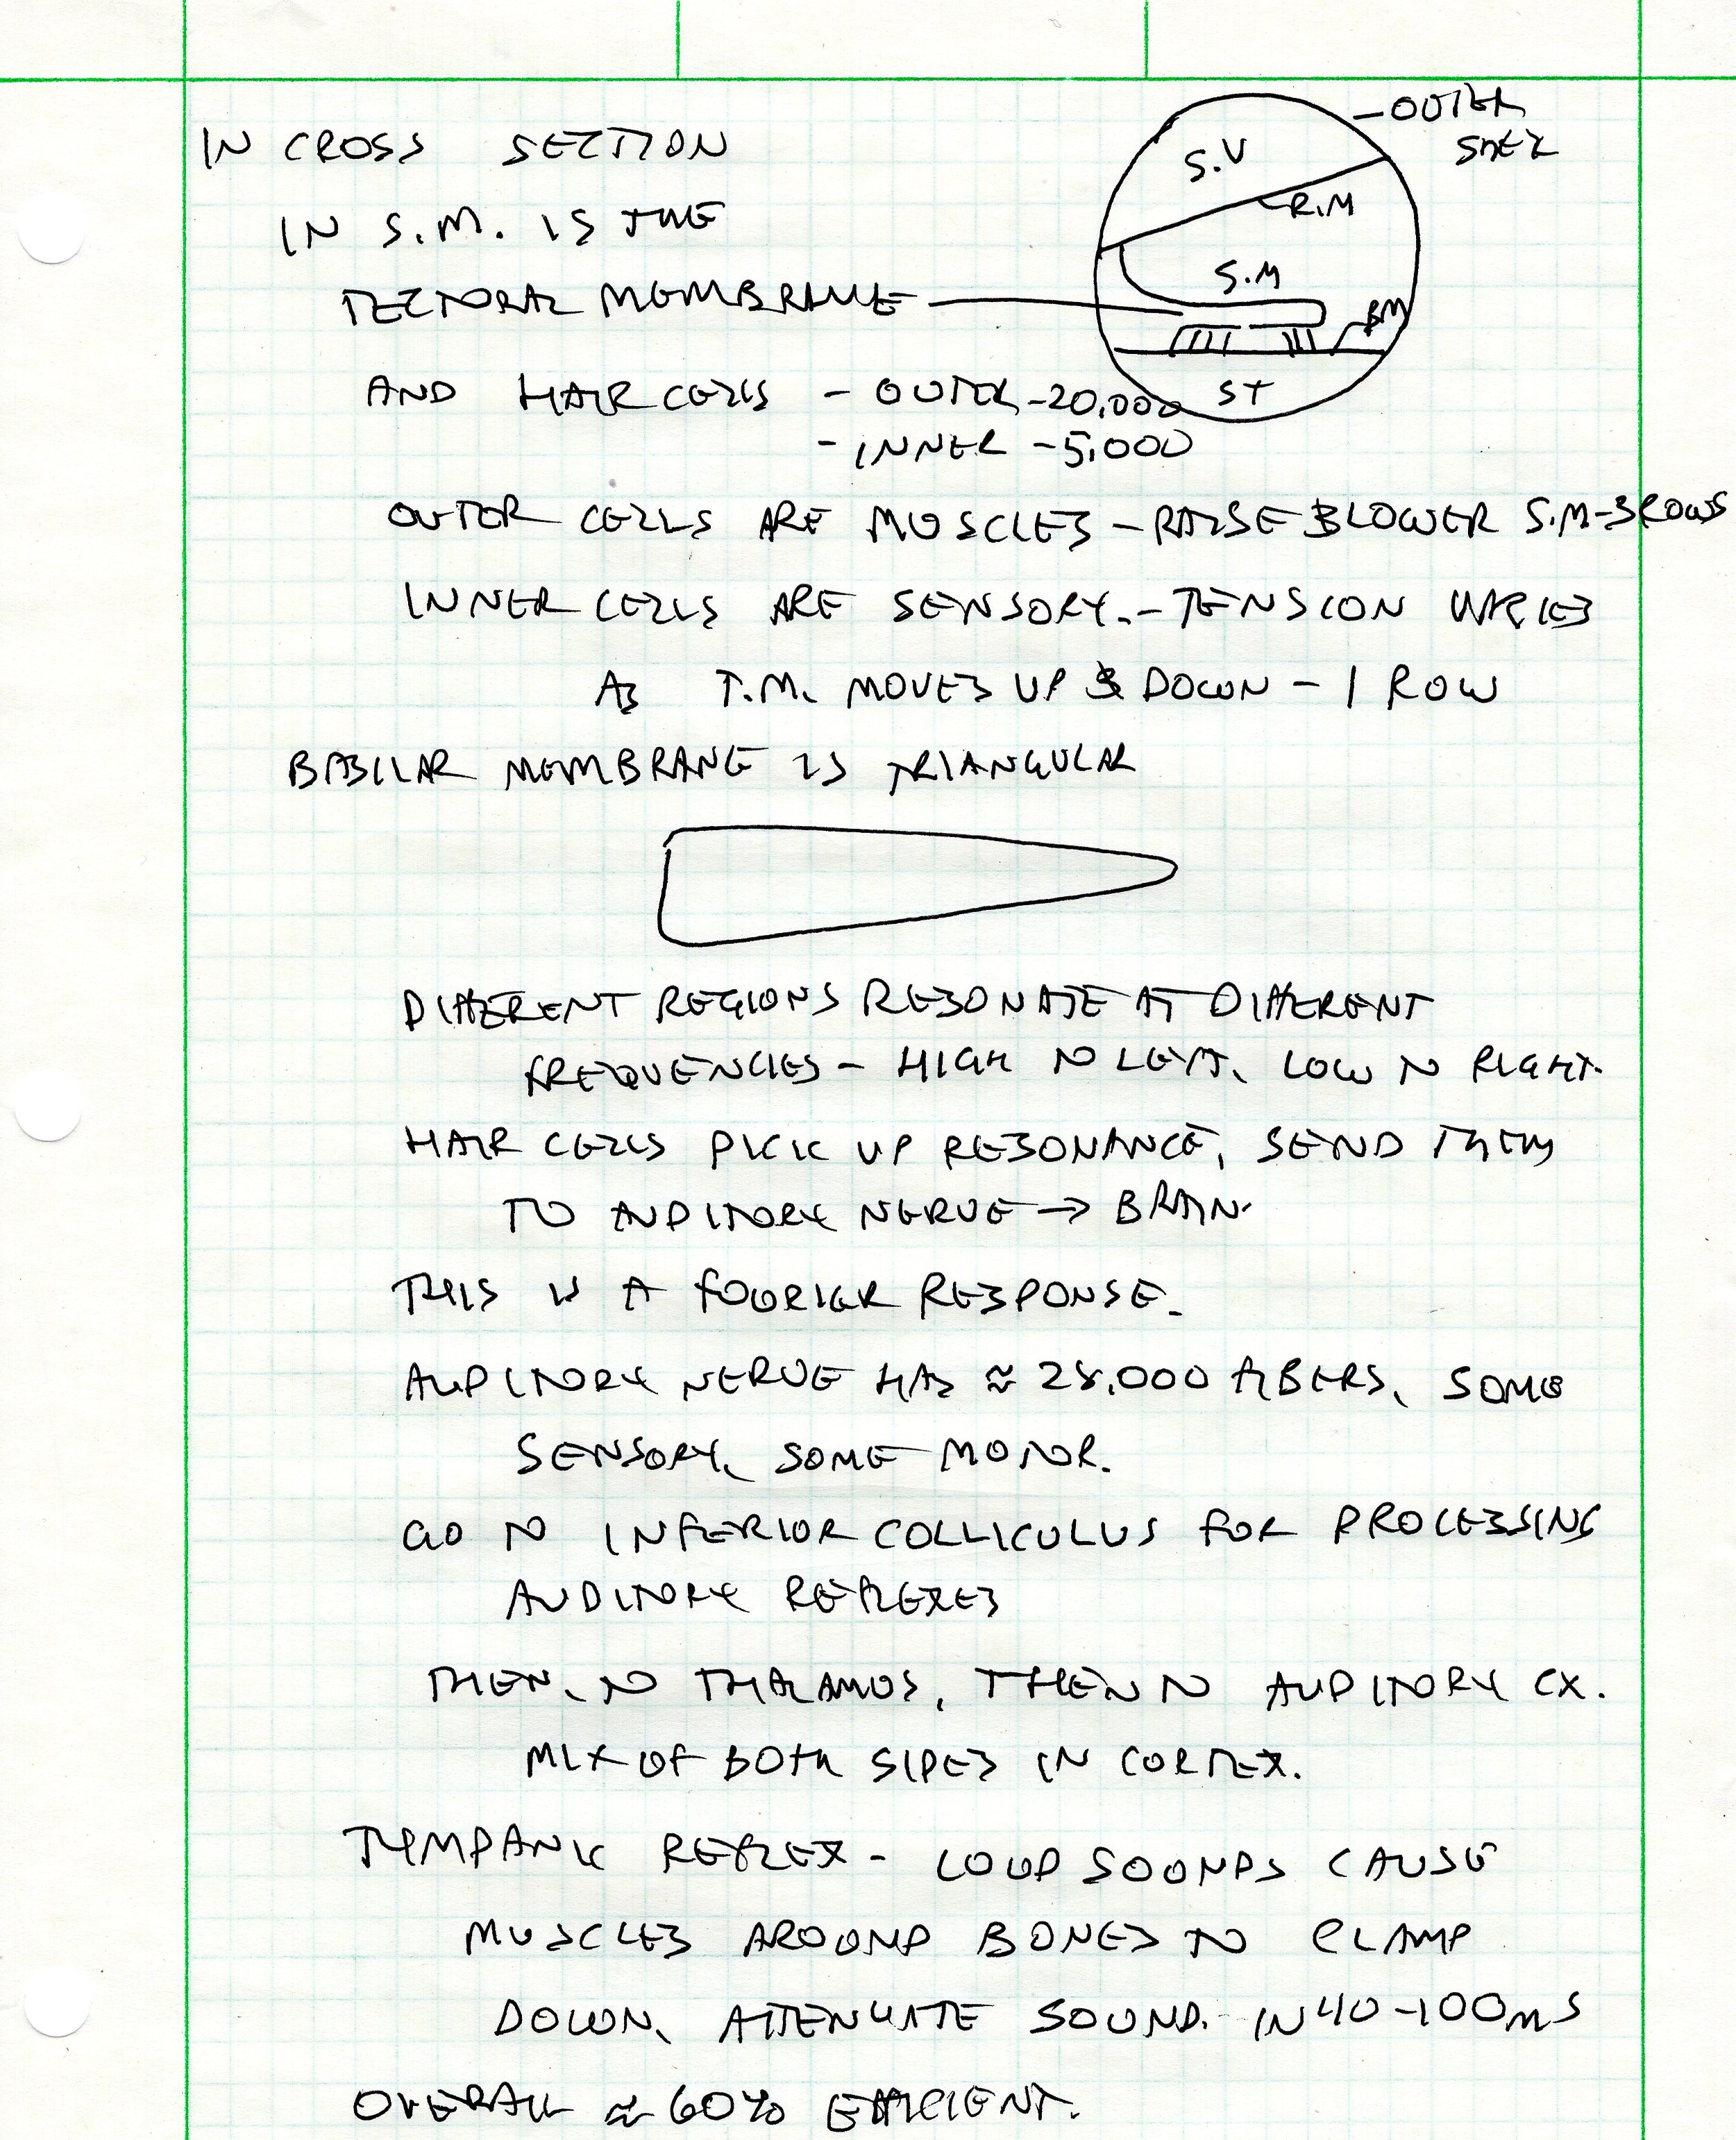 IN CROSS SECTION
- OUTER
SHELL
S.V
R.M
S.M
BM
ST
IN S.M. IS THE
TECTORAL MEMBRANE
AND HAIR CELLS - OUTER - 20,000
- INNER - 5,000
OUTER CELLS ARE MUSCLES - RAISE & LOWER S.M - 3 ROWS
INNER CELLS ARE SENSORY. - TENSION VARIES
AS T.M. MOVES UP & DOWN - 1 ROW
BASILAR MEMBRANE IS TRIANGULAR
DIFFERENT REGIONS RESONATE AT DIFFERENT
FREQUENCIES - HIGH TO LEFT, LOW TO RIGHT.
HAIR CELLS PICK UP RESONANCE, SEND THEM
TO AUDITORY NERVE → BRAIN.
THIS IS A FOURIER RESPONSE.
AUDITORY NERVE HAS ≈ 28,000 FIBERS, SOME
SENSORY, SOME MOTOR.
GO TO INFERIOR COLLICULUS FOR PROCESSING
AUDITORY REFLEXES
THEN, TO THALAMUS, THEN TO AUDITORY CX.
MIX OF BOTH SIDES IN CORTEX.
TYMPANIC REFLEX - LOUD SOUNDS CAUSE
MUSCLES AROUND BONES TO CLAMP
DOWN, ATTENUATE SOUND. IN 40-100mS
OVERALL ≈ 60% EFFICIENT.